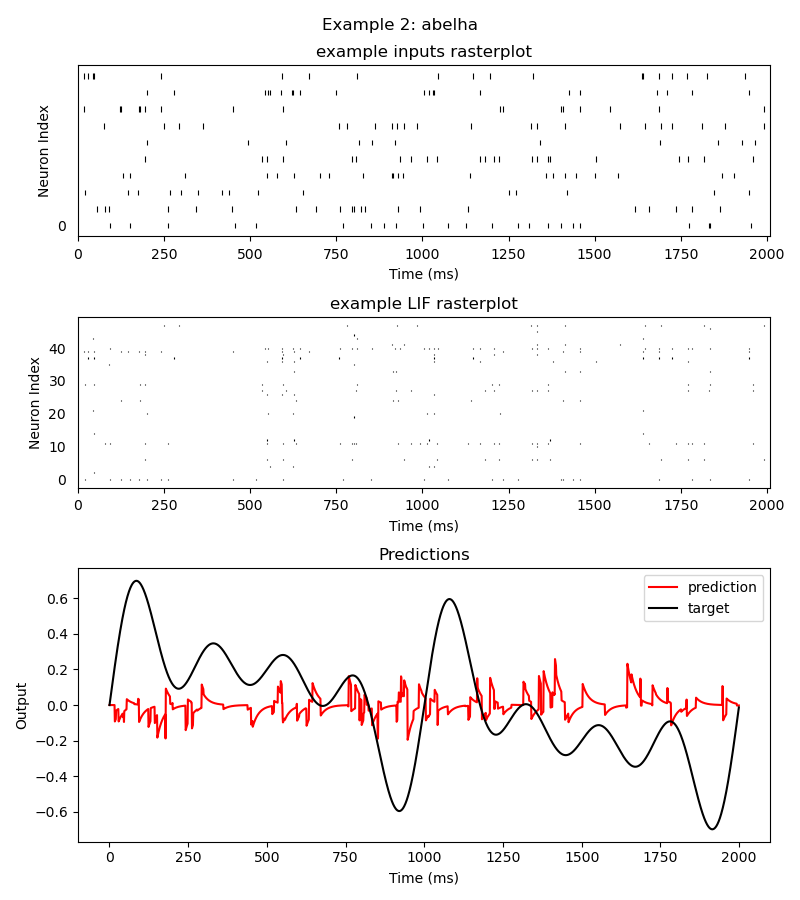 Example 2: abelha
example inputs rasterplot
Neuron Index
0
0 250 500 750 1000 1250 1500 1750 2000
Time (ms)
example LIF rasterplot
Neuron Index
40
30
20
10
0
0 250 500 750 1000 1250 1500 1750 2000
Time (ms)
Predictions
prediction
target
Output
0.6
0.4
0.2
0.0
−0.2
−0.4
−0.6
0 250 500 750 1000 1250 1500 1750 2000
Time (ms)